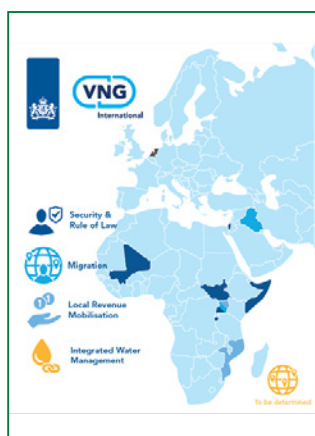 VNG
International
Security &
Rule of Law
Migration
Local Revenue
Mobilisation
Integrated Water
Management
To be determined